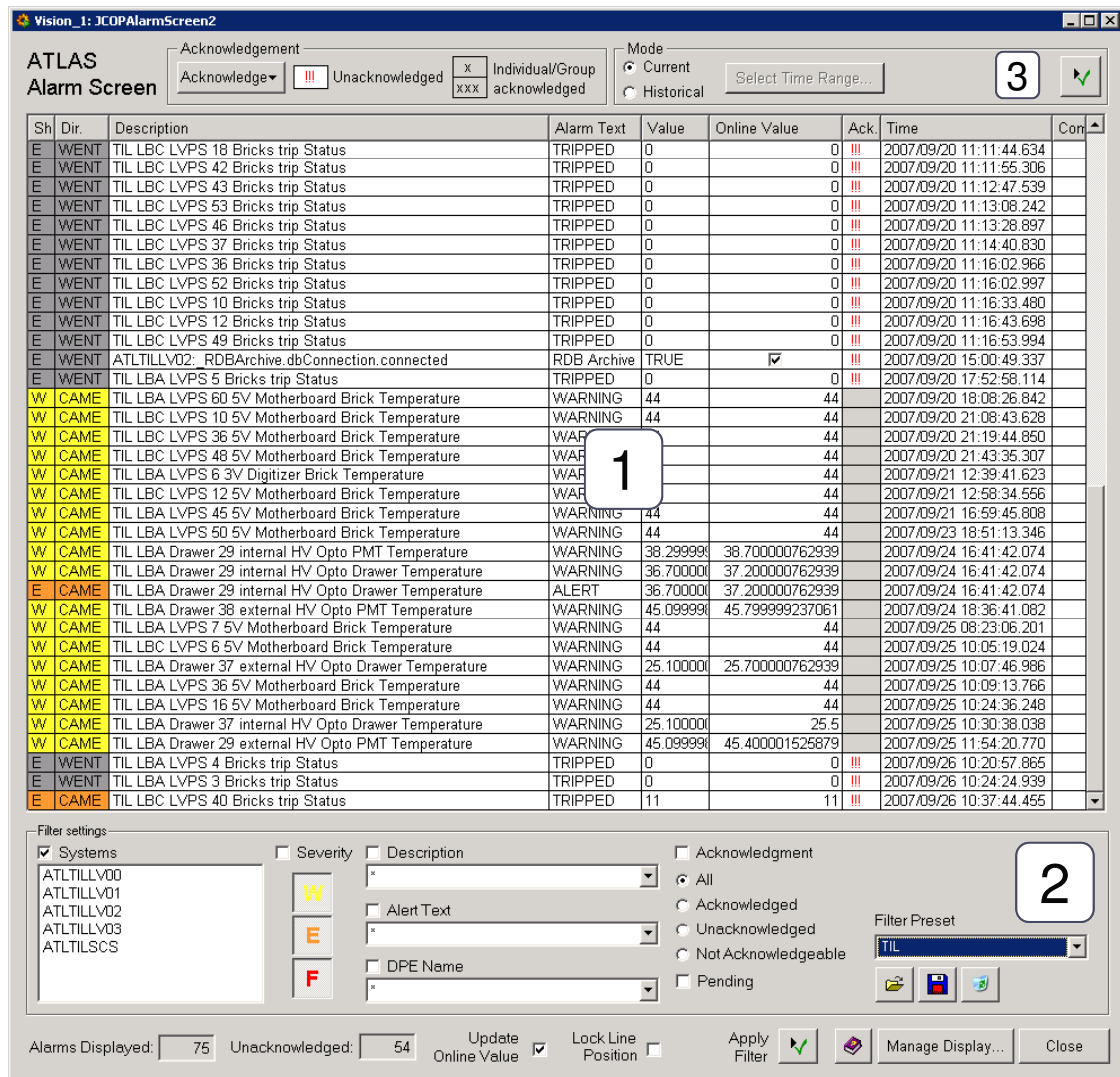 Vision_1: JCOPAlarmScreen2
ATLAS
Alarm Screen
Acknowledgement
Acknowledge
!!! Unacknowledged
x
xxx
Individual/Group
acknowledged
Mode
Current
Historical
Select Time Range...
3
Sh Dir. Description Alarm Text Value Online Value Ack. Time Com
E WENT TIL LBC LVPS 18 Bricks trip Status TRIPPED 0 0 !!! 2007/09/20 11:11:44.634
E WENT TIL LBC LVPS 42 Bricks trip Status TRIPPED 0 0 !!! 2007/09/20 11:11:55.306
E WENT TIL LBC LVPS 43 Bricks trip Status TRIPPED 0 0 !!! 2007/09/20 11:12:47.539
E WENT TIL LBC LVPS 53 Bricks trip Status TRIPPED 0 0 !!! 2007/09/20 11:13:08.242
E WENT TIL LBC LVPS 46 Bricks trip Status TRIPPED 0 0 !!! 2007/09/20 11:13:28.897
E WENT TIL LBC LVPS 37 Bricks trip Status TRIPPED 0 0 !!! 2007/09/20 11:14:40.830
E WENT TIL LBC LVPS 36 Bricks trip Status TRIPPED 0 0 !!! 2007/09/20 11:16:02.966
E WENT TIL LBC LVPS 52 Bricks trip Status TRIPPED 0 0 !!! 2007/09/20 11:16:02.997
E WENT TIL LBC LVPS 10 Bricks trip Status TRIPPED 0 0 !!! 2007/09/20 11:16:33.480
E WENT TIL LBC LVPS 12 Bricks trip Status TRIPPED 0 0 !!! 2007/09/20 11:16:43.698
E WENT TIL LBC LVPS 49 Bricks trip Status TRIPPED 0 0 !!! 2007/09/20 11:16:53.994
E WENT ATLTILLV02:_RDBArchive.dbConnection.connected RDB Archive TRUE !!! 2007/09/20 15:00:49.337
E WENT TIL LBA LVPS 5 Bricks trip Status TRIPPED 0 0 !!! 2007/09/20 17:52:58.114
W CAME TIL LBA LVPS 60 5V Motherboard Brick Temperature WARNING 44 44 2007/09/20 18:08:26.842
W CAME TIL LBC LVPS 10 5V Motherboard Brick Temperature WARNING 44 44 2007/09/20 21:08:43.628
W CAME TIL LBC LVPS 36 5V Motherboard Brick Temperature WAR 44 2007/09/20 21:19:44.850
W CAME TIL LBC LVPS 48 5V Motherboard Brick Temperature WAR 44 2007/09/20 21:43:35.307
W CAME TIL LBA LVPS 6 3V Digitizer Brick Temperature WAR 44 2007/09/21 12:39:41.623
W CAME TIL LBC LVPS 12 5V Motherboard Brick Temperature WAR 44 2007/09/21 12:58:34.556
W CAME TIL LBA LVPS 45 5V Motherboard Brick Temperature WARNING 44 44 2007/09/21 16:59:45.808
W CAME TIL LBA LVPS 50 5V Motherboard Brick Temperature WARNING 44 44 2007/09/23 18:51:13.346
W CAME TIL LBA Drawer 29 internal HV Opto PMT Temperature WARNING 38.29999 38.700000762939 2007/09/24 16:41:42.074
W CAME TIL LBA Drawer 29 internal HV Opto Drawer Temperature WARNING 36.70000 37.200000762939 2007/09/24 16:41:42.074
E CAME TIL LBA Drawer 29 internal HV Opto Drawer Temperature ALERT 36.70000 37.200000762939 2007/09/24 16:41:42.074
W CAME TIL LBA Drawer 38 external HV Opto PMT Temperature WARNING 45.09999 45.799999237061 2007/09/24 18:36:41.082
W CAME TIL LBA LVPS 7 5V Motherboard Brick Temperature WARNING 44 44 2007/09/25 08:23:06.201
W CAME TIL LBC LVPS 6 5V Motherboard Brick Temperature WARNING 44 44 2007/09/25 10:05:19.024
W CAME TIL LBA Drawer 37 external HV Opto Drawer Temperature WARNING 25.10000 25.700000762939 2007/09/25 10:07:46.986
W CAME TIL LBA LVPS 36 5V Motherboard Brick Temperature WARNING 44 44 2007/09/25 10:09:13.766
W CAME TIL LBA LVPS 16 5V Motherboard Brick Temperature WARNING 44 44 2007/09/25 10:24:36.248
W CAME TIL LBA Drawer 37 internal HV Opto Drawer Temperature WARNING 25.10000 25.5 2007/09/25 10:30:38.038
W CAME TIL LBA Drawer 29 external HV Opto PMT Temperature WARNING 45.09999 45.400001525879 2007/09/25 11:54:20.770
E WENT TIL LBA LVPS 4 Bricks trip Status TRIPPED 0 0 !!! 2007/09/26 10:20:57.865
E WENT TIL LBA LVPS 3 Bricks trip Status TRIPPED 0 0 !!! 2007/09/26 10:24:24.939
E CAME TIL LBC LVPS 40 Bricks trip Status TRIPPED 11 11 !!! 2007/09/26 10:37:44.455
1
Filter settings
Systems
ATLTILLV00
ATLTILLV01
ATLTILLV02
ATLTILLV03
ATLTILSCS
Severity
W
E
F
Description
*
Alert Text
*
DPE Name
*
Acknowledgment
All
Acknowledged
Unacknowledged
Not Acknowledgeable
Pending
2
Filter Preset
TIL
Alarms Displayed: 75
Unacknowledged: 54
Update
Online Value
Lock Line
Position
Apply
Filter
Manage Display...
Close